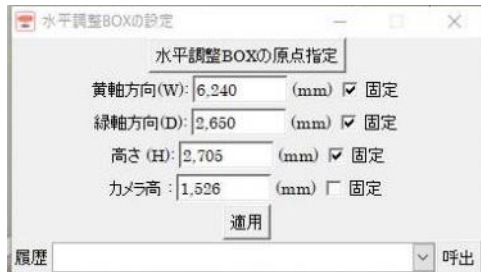 水平調整BOXの設定
水平調整BOXの原点指定
黄軸方向(W): 6,240 (mm) 固定
緑軸方向(D): 2,650 (mm) 固定
高さ (H): 2,705 (mm) 固定
カメラ高 : 1,526 (mm) 固定
適用
履歴 呼出